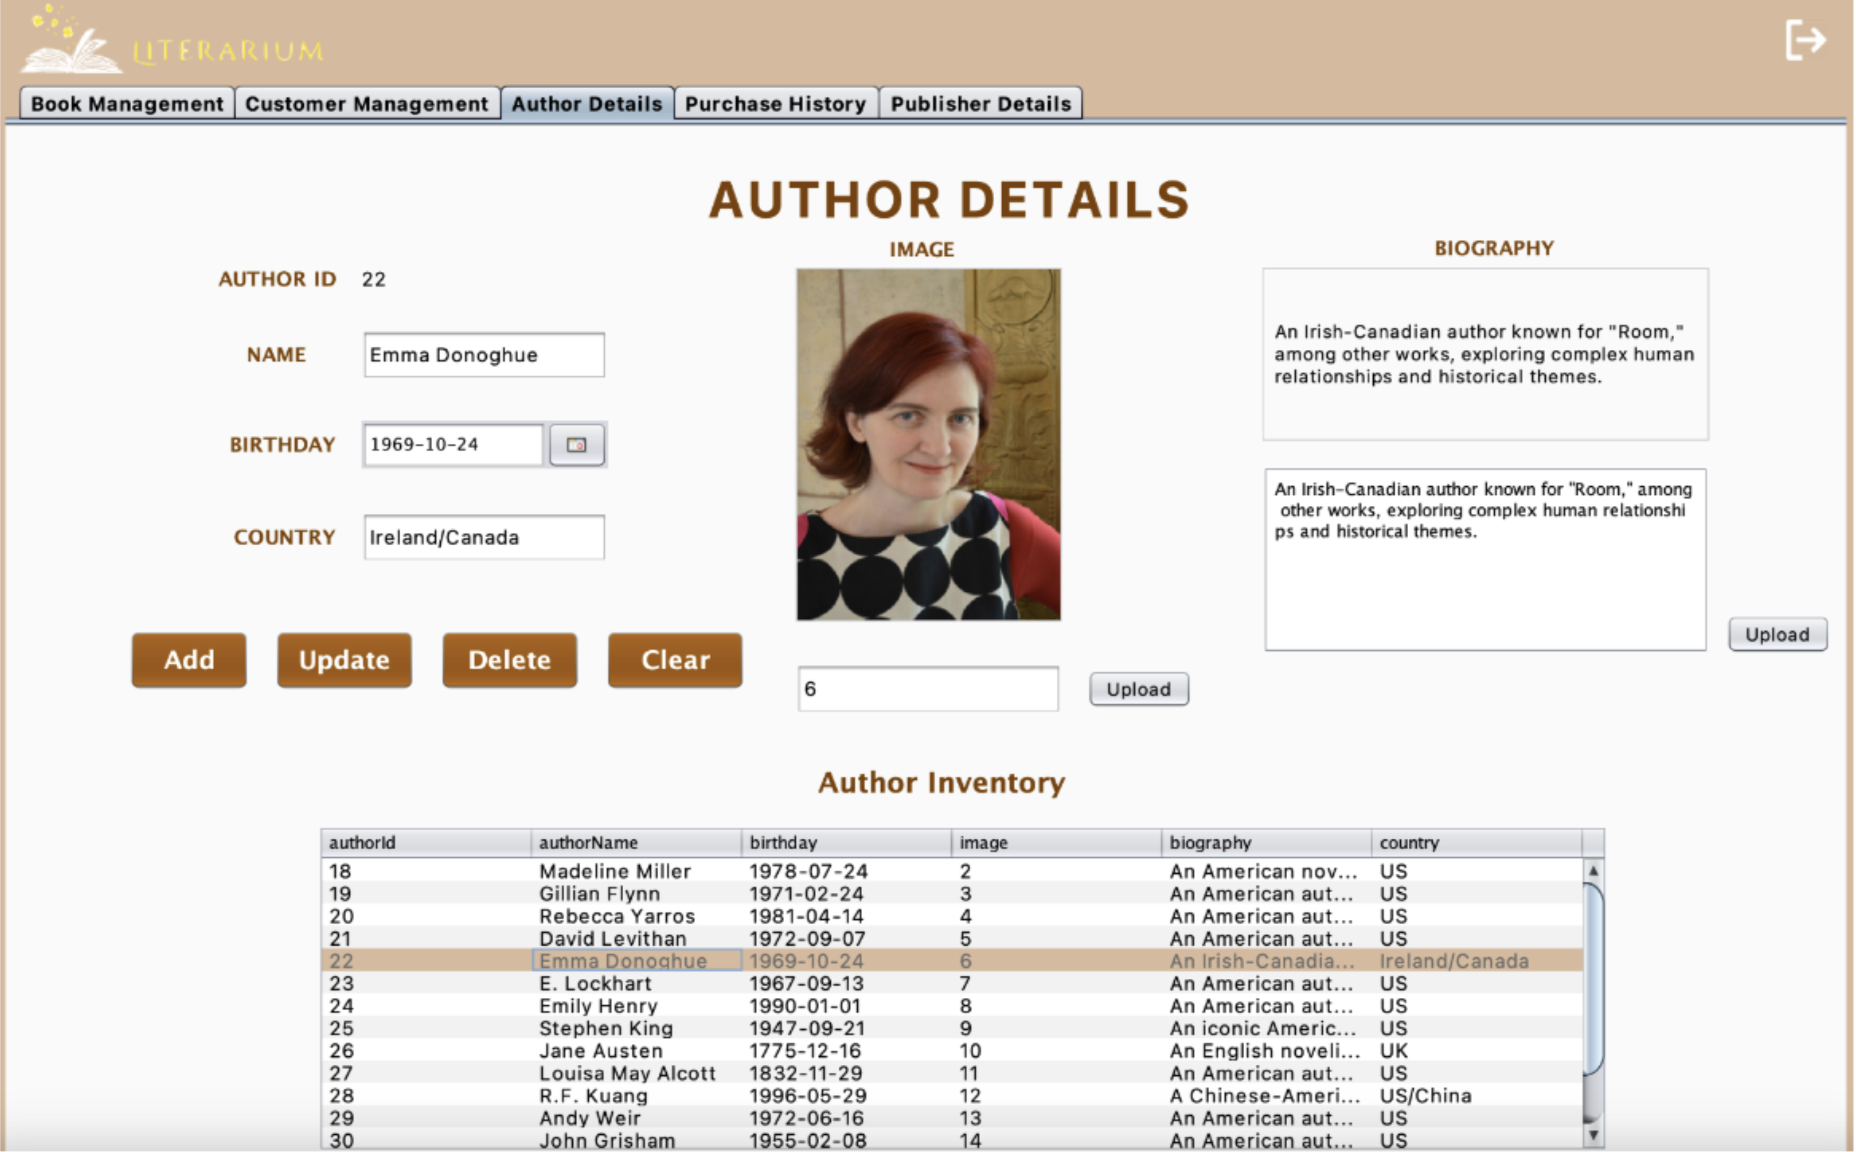 LITERARIUM
Book Management Customer Management Author Details Purchase History Publisher Details
AUTHOR DETAILS
IMAGE
BIOGRAPHY
AUTHOR ID 22
NAME Emma Donoghue
BIRTHDAY 1969-10-24
COUNTRY Ireland/Canada
An Irish-Canadian author known for "Room,"
among other works, exploring complex human
relationships and historical themes.
An Irish-Canadian author known for "Room," among
other works, exploring complex human relationshi
ps and historical themes.
Upload
Add Update Delete Clear
6 Upload
Author Inventory
authorId authorName birthday image biography country
18 Madeline Miller 1978-07-24 2 An American nov... US
19 Gillian Flynn 1971-02-24 3 An American aut... US
20 Rebecca Yarros 1981-04-14 4 An American aut... US
21 David Levithan 1972-09-07 5 An American aut... US
22 Emma Donoghue 1969-10-24 6 An Irish-Canadia... Ireland/Canada
23 E. Lockhart 1967-09-13 7 An American aut... US
24 Emily Henry 1990-01-01 8 An American aut... US
25 Stephen King 1947-09-21 9 An iconic Americ... US
26 Jane Austen 1775-12-16 10 An English noveli... UK
27 Louisa May Alcott 1832-11-29 11 An American aut... US
28 R.F. Kuang 1996-05-29 12 A Chinese-Ameri... US/China
29 Andy Weir 1972-06-16 13 An American aut... US
30 John Grisham 1955-02-08 14 An American aut... US